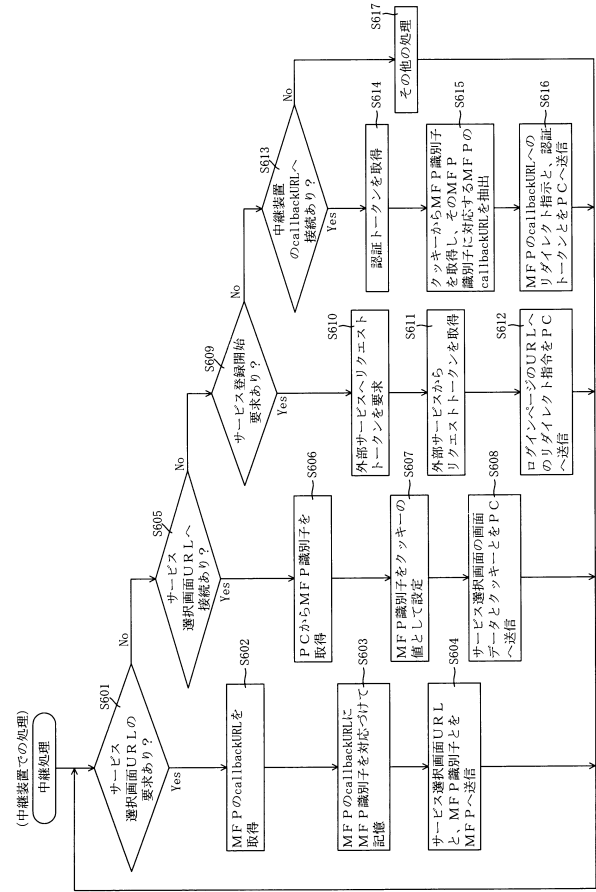 (中継装置での処理)
中継処理
S601
サービス
選択画面URLの
要求あり?
No
Yes
S602
MFPのcallbackURLを
取得
S603
MFPのcallbackURLに
MFP識別子を対応づけて
記憶
S604
サービス選択画面URL
と、MFP識別子とを
MFPへ送信
S605
サービス
選択画面URLへ
接続あり?
No
Yes
S606
PCからMFP識別子を
取得
S607
MFP識別子をクッキーの
値として設定
S608
サービス選択画面の画面
データとクッキーとをPC
へ送信
S609
サービス登録開始
要求あり?
No
Yes
S610
外部サービスへリクエスト
トークンを要求
S611
外部サービスから
リクエストトークンを取得
S612
ログインページのURLへ
のリダイレクト指令をPC
へ送信
S613
中継装置
のcallbackURLへ
接続あり?
No
Yes
S614
認証トークンを取得
S615
クッキーからMFP識別子
を取得し、そのMFP
識別子に対応するMFPの
callbackURLを抽出
S616
MFPのcallbackURLへの
リダイレクト指示と、認証
トークンとをPCへ送信
S617
その他の処理